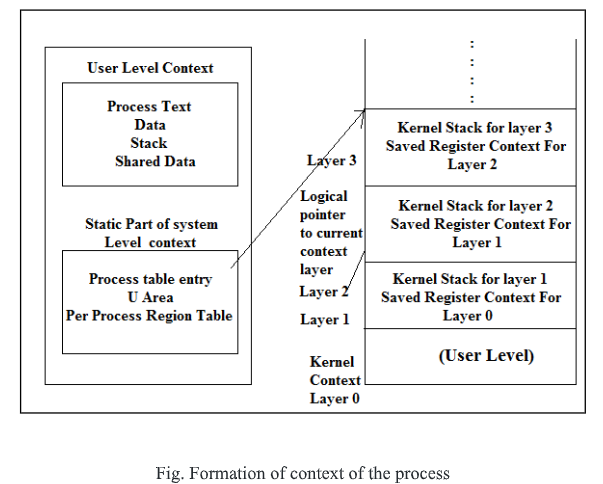 User Level Context
Process Text
Data
Stack
Shared Data
Static Part of system
Level context
Process table entry
U Area
Per Process Region Table
Layer 3
Logical
pointer
to current
context
layer
Layer 2
Layer 1
Kernel
Context
Layer 0
Kernel Stack for layer 3
Saved Register Context For
Layer 2
Kernel Stack for layer 2
Saved Register Context For
Layer 1
Kernel Stack for layer 1
Saved Register Context For
Layer 0
(User Level)
Fig. Formation of context of the process